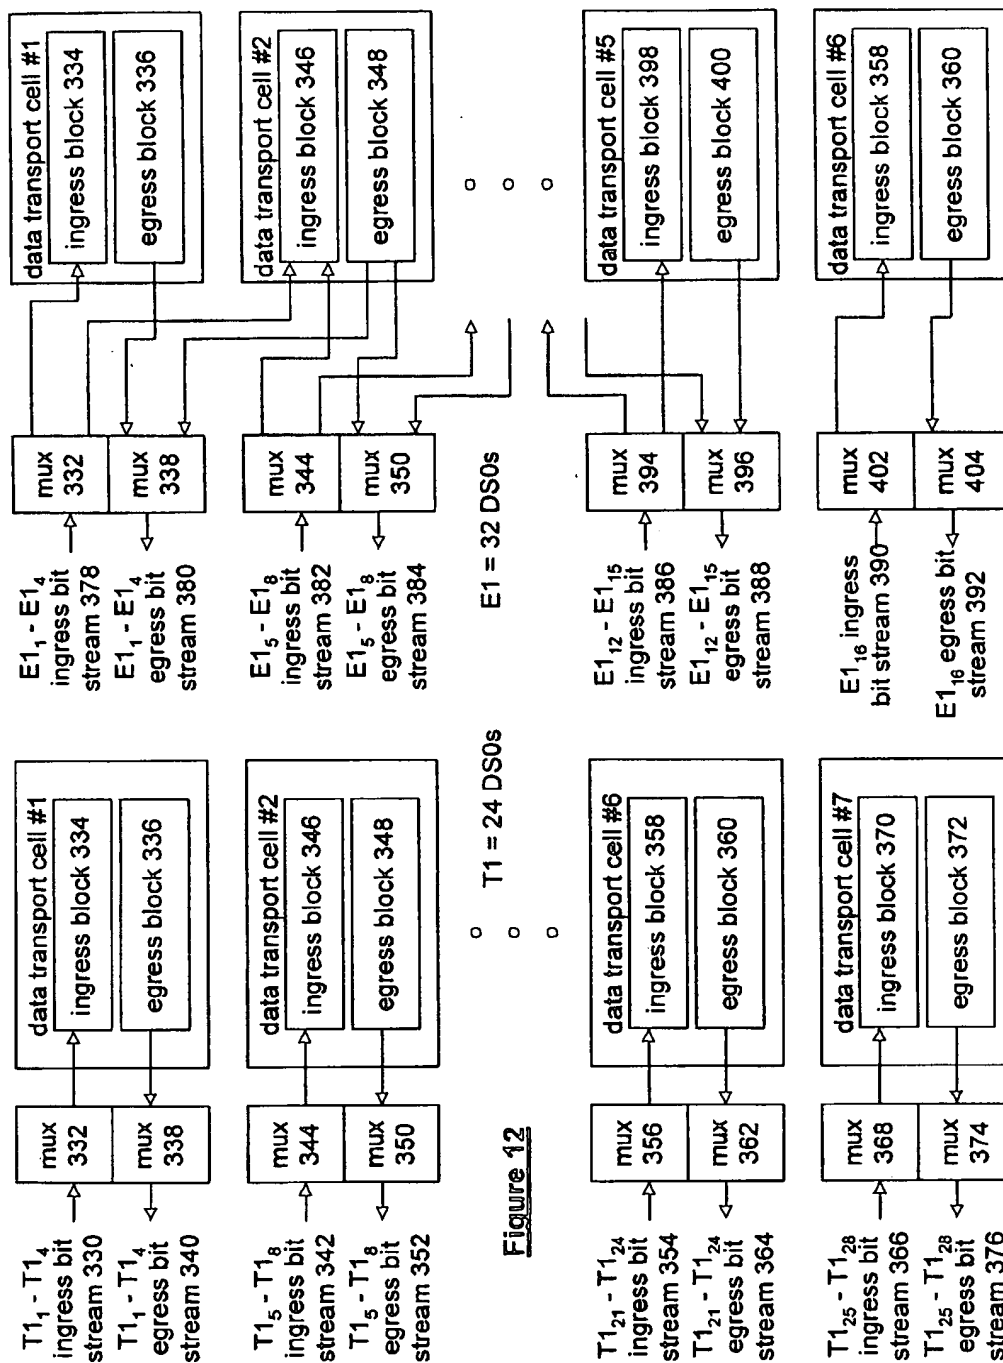 T1₁ - T1₄
ingress bit
stream 330
T1₁ - T1₄
egress bit
stream 340
mux
332
mux
338
data transport cell #1
ingress block 334
egress block 336
T1₅ - T1₈
ingress bit
stream 342
T1₅ - T1₈
egress bit
stream 352
mux
344
mux
350
data transport cell #2
ingress block 346
egress block 348
T1 = 24 DS0s
T1₂₁ - T1₂₄
ingress bit
stream 354
T1₂₁ - T1₂₄
egress bit
stream 364
mux
356
mux
362
data transport cell #6
ingress block 358
egress block 360
T1₂₅ - T1₂₈
ingress bit
stream 366
T1₂₅ - T1₂₈
egress bit
stream 376
mux
368
mux
374
data transport cell #7
ingress block 370
egress block 372
E1₁ - E1₄
ingress bit
stream 378
E1₁ - E1₄
egress bit
stream 380
mux
332
mux
338
data transport cell #1
ingress block 334
egress block 336
E1₅ - E1₈
ingress bit
stream 382
E1₅ - E1₈
egress bit
stream 384
mux
344
mux
350
data transport cell #2
ingress block 346
egress block 348
E1 = 32 DS0s
E1₁₂ - E1₁₅
ingress bit
stream 386
E1₁₂ - E1₁₅
egress bit
stream 388
mux
394
mux
396
data transport cell #5
ingress block 398
egress block 400
E1₁₆ ingress
bit stream 390
E1₁₆ egress bit
stream 392
mux
402
mux
404
data transport cell #6
ingress block 358
egress block 360
Figure 12